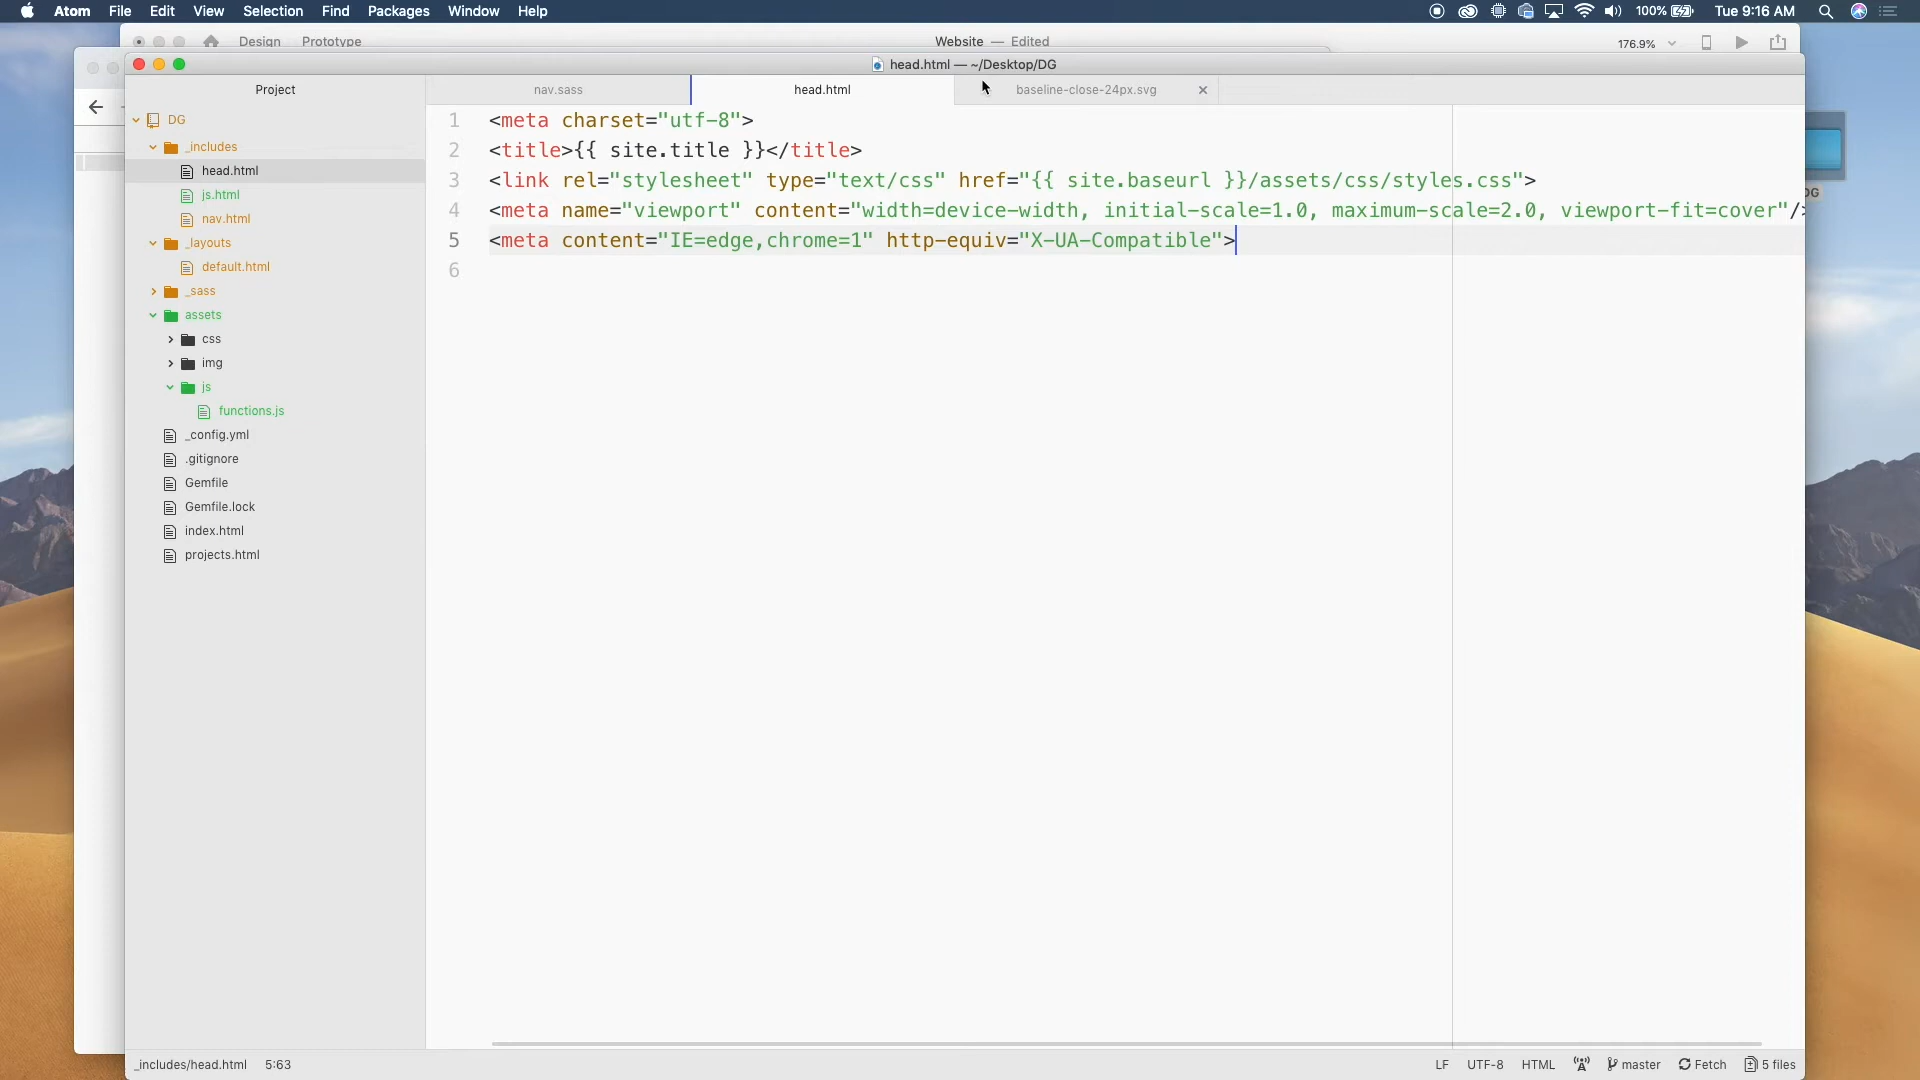 Atom File Edit View Selection Find Packages Window Help
100% Tue 9:16 AM
Design Prototype
Website — Edited
176.9%
head.html — ~/Desktop/DG
Project
nav.sass
head.html
baseline-close-24px.svg
DG
_includes
head.html
js.html
nav.html
_layouts
default.html
_sass
assets
css
img
js
functions.js
_config.yml
.gitignore
Gemfile
Gemfile.lock
index.html
projects.html
1 <meta charset="utf-8">
2 <title>{{ site.title }}</title>
3 <link rel="stylesheet" type="text/css" href="{{ site.baseurl }}/assets/css/styles.css">
4 <meta name="viewport" content="width=device-width, initial-scale=1.0, maximum-scale=2.0, viewport-fit=cover"/>
5 <meta content="IE=edge,chrome=1" http-equiv="X-UA-Compatible">
6
DG
_includes/head.html 5:63
LF UTF-8 HTML master Fetch 5 files